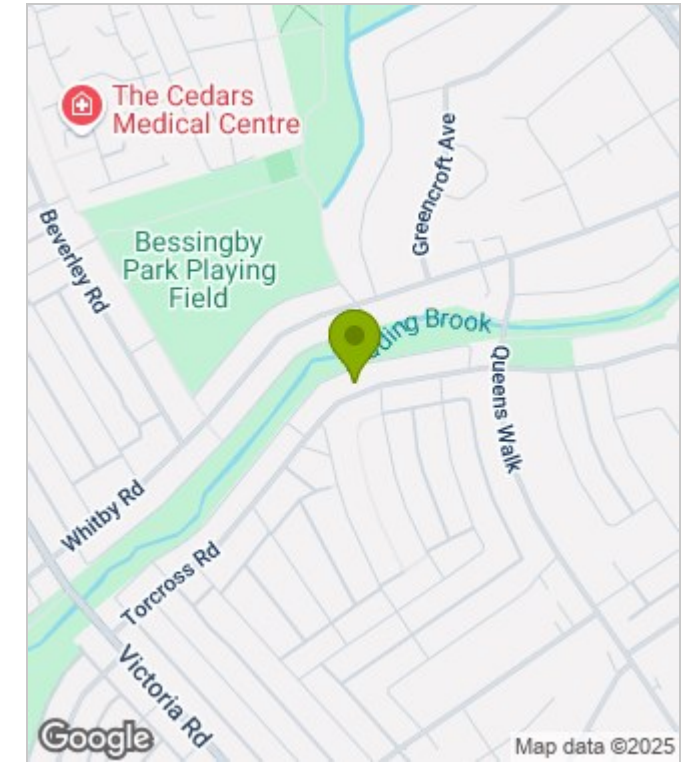 The Cedars
Medical Centre
Greencroft Ave
Beverley Rd
Bessingby
Park Playing
Field
Brook
Queens Walk
Whitby Rd
Torcross Rd
Victoria Rd
Google
Map data ©2025